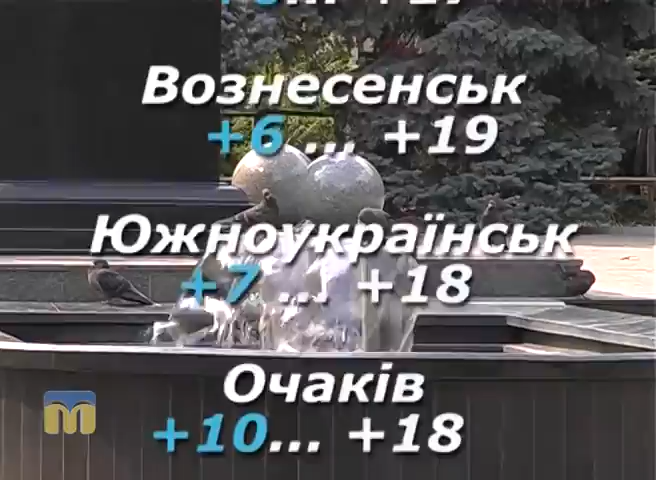 Вознесенськ
+6 ... +19
Южноукраїнськ
+7 ... +18
Очаків
+10... +18
M